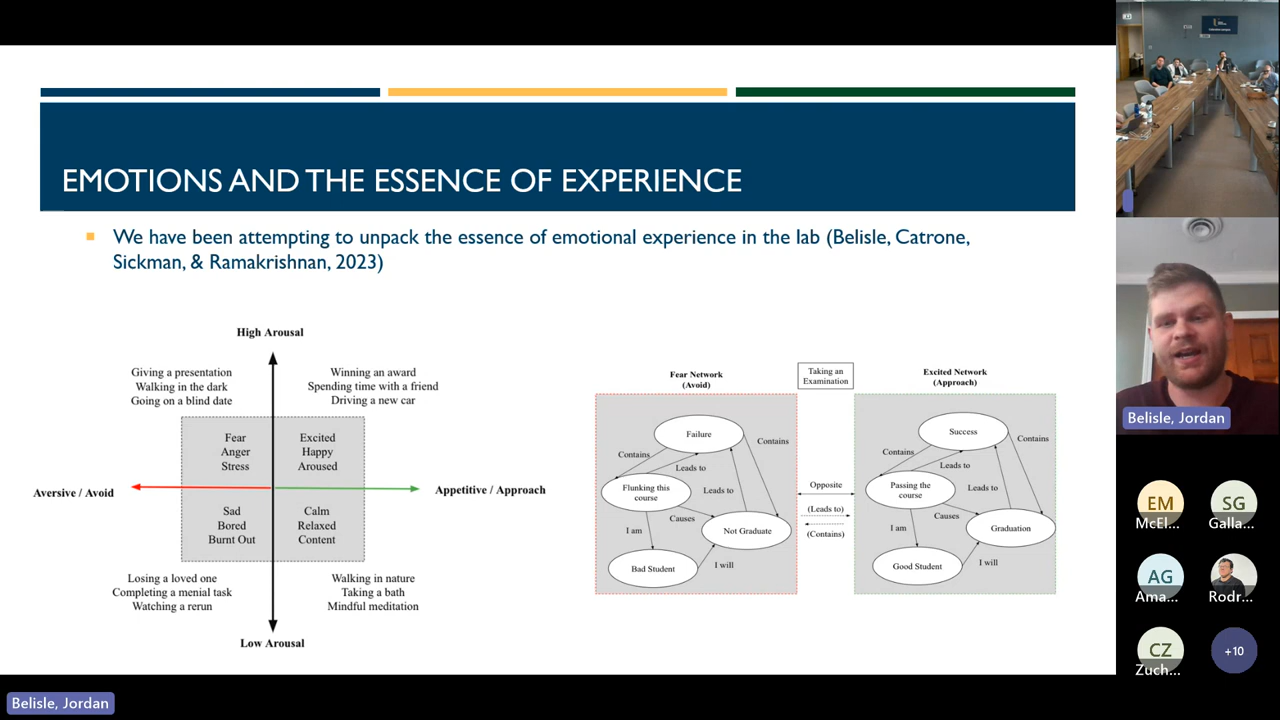 EMOTIONS AND THE ESSENCE OF EXPERIENCE
We have been attempting to unpack the essence of emotional experience in the lab (Belisle, Catrone,
Sickman, & Ramakrishnan, 2023)
High Arousal
Giving a presentation
Walking in the dark
Going on a blind date
Winning an award
Spending time with a friend
Driving a new car
Fear
Anger
Stress
Excited
Happy
Aroused
Aversive / Avoid
Appetitive / Approach
Sad
Bored
Burnt Out
Calm
Relaxed
Content
Losing a loved one
Completing a menial task
Watching a rerun
Walking in nature
Taking a bath
Mindful meditation
Low Arousal
Fear Network
(Avoid)
Taking an
Examination
Excited Network
(Approach)
Failure
Contains
Contains
Leads to
Flunking this
course
Leads to
Causes
I am
Not Graduate
Bad Student
I will
Opposite
(Leads to)
(Contains)
Success
Contains
Contains
Leads to
Passing the
course
Leads to
Causes
I am
Graduation
Good Student
I will
Belisle, Jordan
EM
McEl...
SG
Galla...
AG
Ama...
Rodr...
CZ
Zuch...
+10
Belisle, Jordan